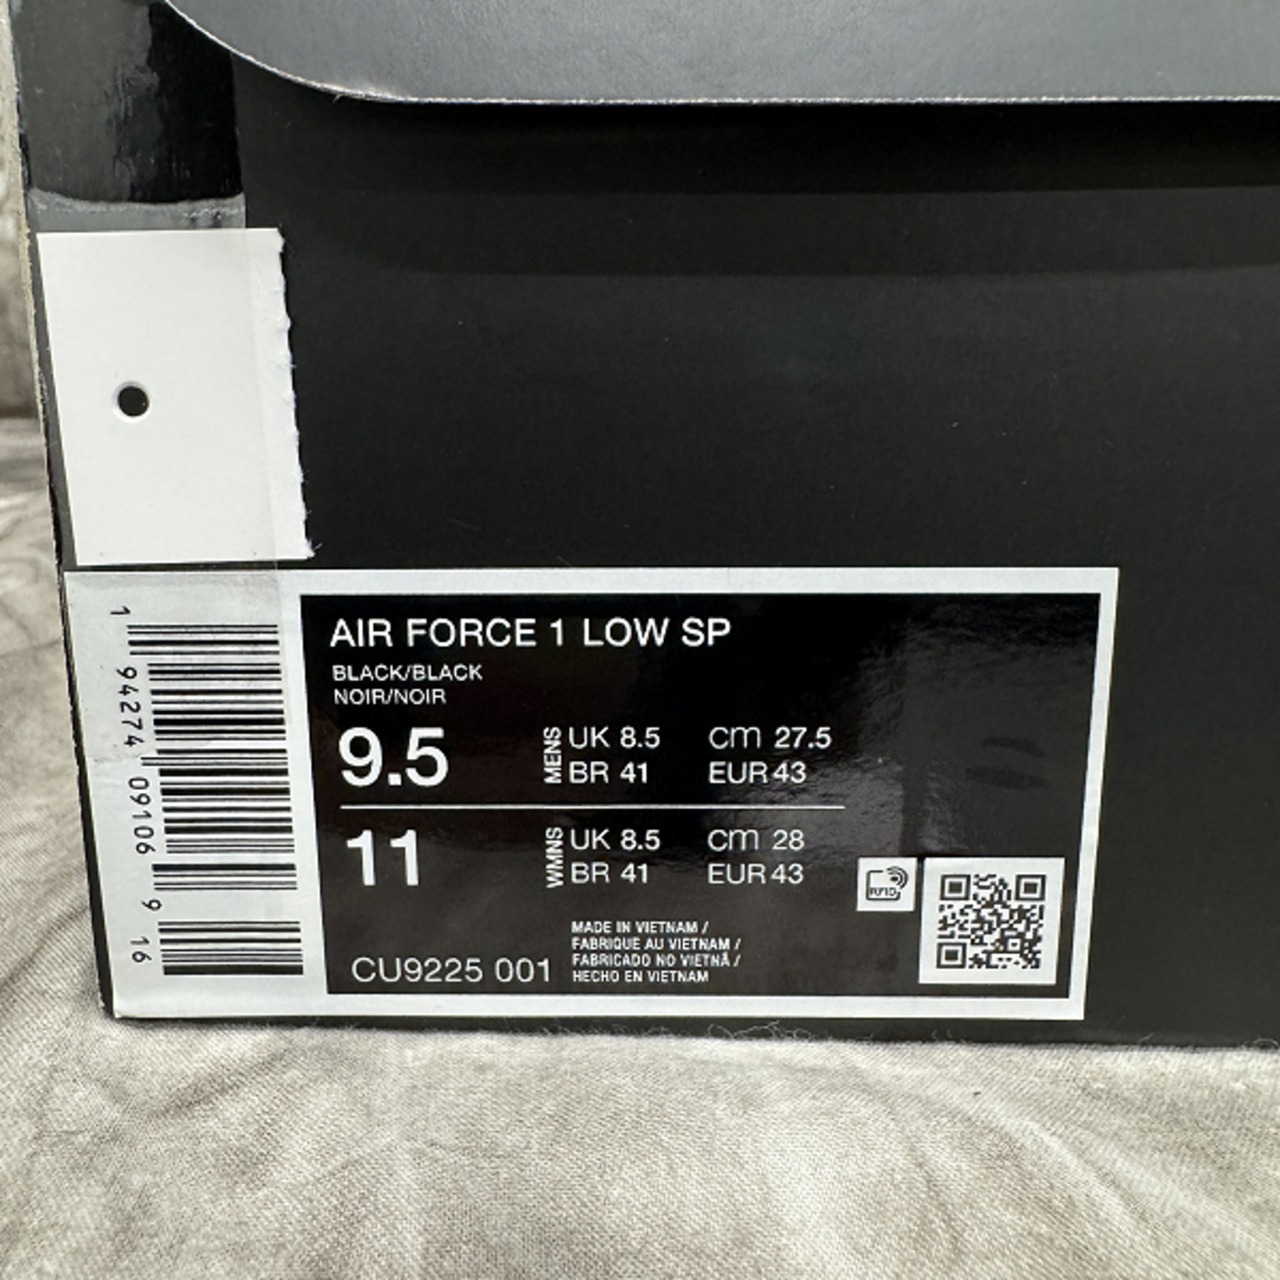 AIR FORCE 1 LOW SP
BLACK/BLACK
NOIR/NOIR
9.5
MENS
UK 8.5
cm 27.5
BR 41
EUR 43
11
WMNS
UK 8.5
cm 28
BR 41
EUR 43
RFID
CU9225 001
MADE IN VIETNAM /
FABRIQUE AU VIETNAM /
FABRICADO NO VIETNÃ /
HECHO EN VIETNAM
1 94274 09106 9 16